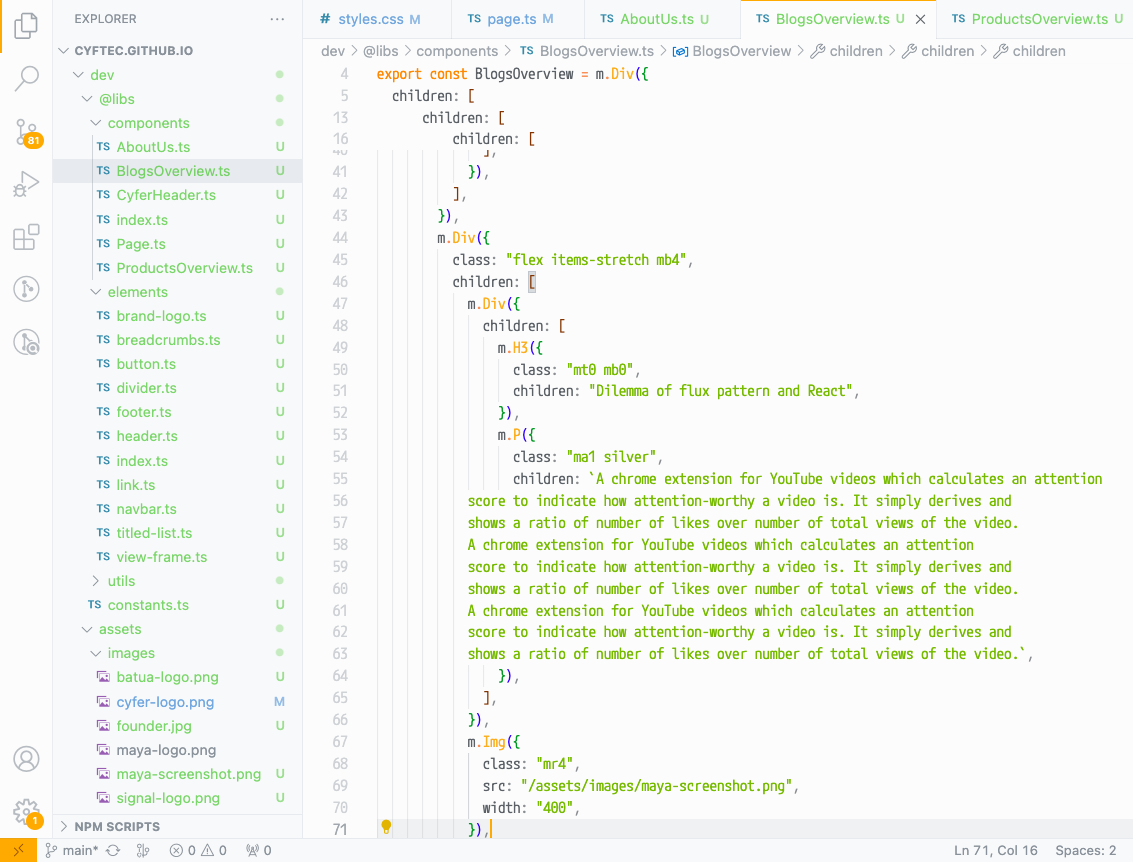 EXPLORER
CYFTEC.GITHUB.IO
dev
@libs
components
TS AboutUs.ts U
TS BlogsOverview.ts U
TS CyferHeader.ts U
TS index.ts U
TS Page.ts U
TS ProductsOverview.ts U
elements
TS brand-logo.ts U
TS breadcrumbs.ts U
TS button.ts U
TS divider.ts U
TS footer.ts U
TS header.ts U
TS index.ts U
TS link.ts U
TS navbar.ts U
TS titled-list.ts U
TS view-frame.ts U
utils
TS constants.ts U
assets
images
batua-logo.png U
cyfer-logo.png M
founder.jpg U
maya-logo.png
maya-screenshot.png U
signal-logo.png U
NPM SCRIPTS
81
1
# styles.css M TS page.ts M TS AboutUs.ts U TS BlogsOverview.ts U TS ProductsOverview.ts U
dev > @libs > components > TS BlogsOverview.ts > BlogsOverview > children > children > children
4 export const BlogsOverview = m.Div({
5 children: [
13 children: [
16 children: [
40 ],
41 }),
42 ],
43 }),
44 m.Div({
45 class: "flex items-stretch mb4",
46 children: [
47 m.Div({
48 children: [
49 m.H3({
50 class: "mt0 mb0",
51 children: "Dilemma of flux pattern and React",
52 }),
53 m.P({
54 class: "ma1 silver",
55 children: `A chrome extension for YouTube videos which calculates an attention
56 score to indicate how attention-worthy a video is. It simply derives and
57 shows a ratio of number of likes over number of total views of the video.
58 A chrome extension for YouTube videos which calculates an attention
59 score to indicate how attention-worthy a video is. It simply derives and
60 shows a ratio of number of likes over number of total views of the video.
61 A chrome extension for YouTube videos which calculates an attention
62 score to indicate how attention-worthy a video is. It simply derives and
63 shows a ratio of number of likes over number of total views of the video.`,
64 }),
65 ],
66 }),
67 m.Img({
68 class: "mr4",
69 src: "/assets/images/maya-screenshot.png",
70 width: "400",
71 }),
main* 0 0 0 Ln 71, Col 16 Spaces: 2